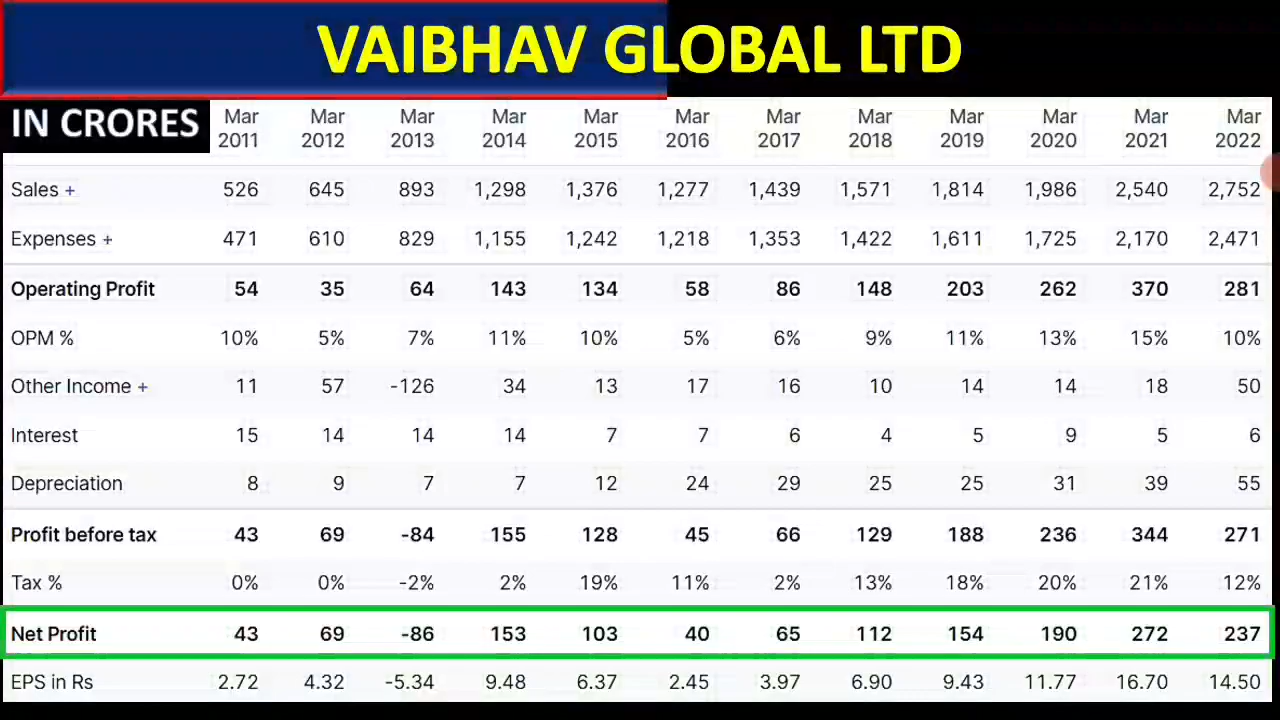 VAIBHAV GLOBAL LTD
IN CRORES Mar 2011 Mar 2012 Mar 2013 Mar 2014 Mar 2015 Mar 2016 Mar 2017 Mar 2018 Mar 2019 Mar 2020 Mar 2021 Mar 2022
Sales + 526 645 893 1,298 1,376 1,277 1,439 1,571 1,814 1,986 2,540 2,752
Expenses + 471 610 829 1,155 1,242 1,218 1,353 1,422 1,611 1,725 2,170 2,471
Operating Profit 54 35 64 143 134 58 86 148 203 262 370 281
OPM % 10% 5% 7% 11% 10% 5% 6% 9% 11% 13% 15% 10%
Other Income + 11 57 -126 34 13 17 16 10 14 14 18 50
Interest 15 14 14 14 7 7 6 4 5 9 5 6
Depreciation 8 9 7 7 12 24 29 25 25 31 39 55
Profit before tax 43 69 -84 155 128 45 66 129 188 236 344 271
Tax % 0% 0% -2% 2% 19% 11% 2% 13% 18% 20% 21% 12%
Net Profit 43 69 -86 153 103 40 65 112 154 190 272 237
EPS in Rs 2.72 4.32 -5.34 9.48 6.37 2.45 3.97 6.90 9.43 11.77 16.70 14.50